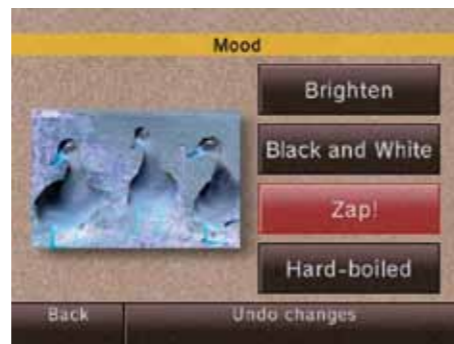 Mood
Brighten
Black and White
Zap!
Hard-boiled
Back
Undo changes